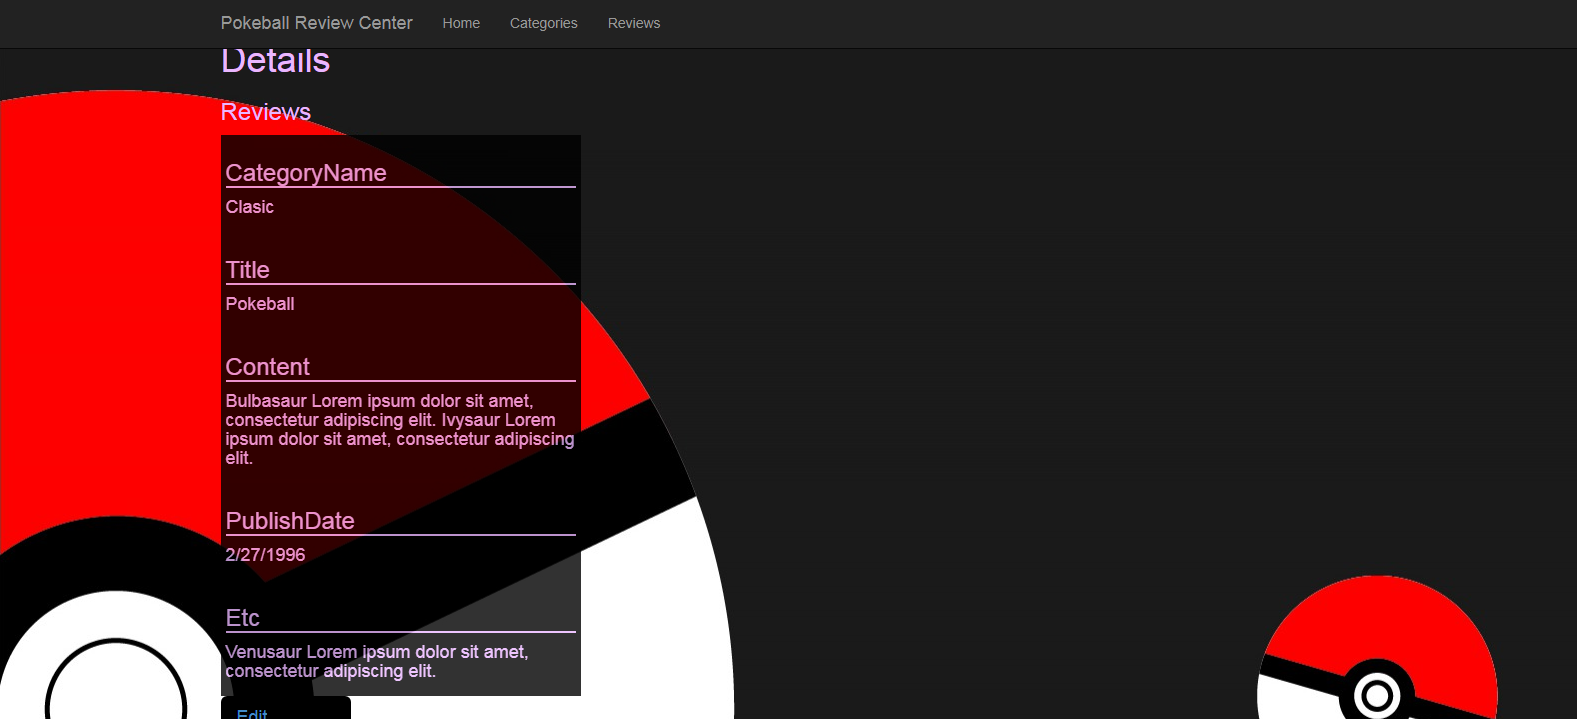 Pokeball Review Center Home Categories Reviews
Details
Reviews
CategoryName
Clasic
Title
Pokeball
Content
Bulbasaur Lorem ipsum dolor sit amet,
consectetur adipiscing elit. Ivysaur Lorem
ipsum dolor sit amet, consectetur adipiscing
elit.
PublishDate
2/27/1996
Etc
Venusaur Lorem ipsum dolor sit amet,
consectetur adipiscing elit.
Edit